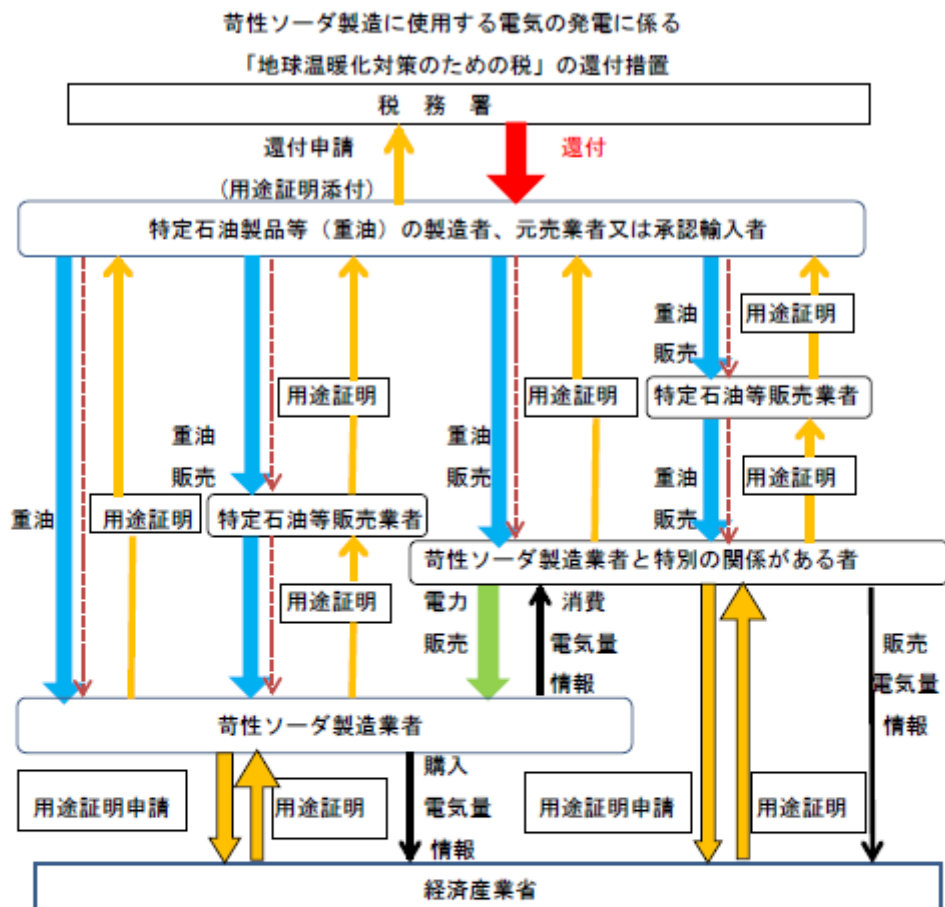 苛性ソーダ製造に使用する電気の発電に係る
「地球温暖化対策のための税」の還付措置
税 務 署
還付申請
(用途証明添付)
還付
特定石油製品等（重油）の製造者、元売業者又は承認輸入者
重油
販売
用途証明
特定石油等販売業者
用途証明
用途証明
重油
販売
重油
販売
重油
販売
用途証明
重油
用途証明
特定石油等販売業者
苛性ソーダ製造業者と特別の関係がある者
用途証明
電力
販売
消費
電気量
情報
販売
電気量
情報
苛性ソーダ製造業者
購入
電気量
情報
用途証明申請
用途証明
用途証明申請
用途証明
経済産業省